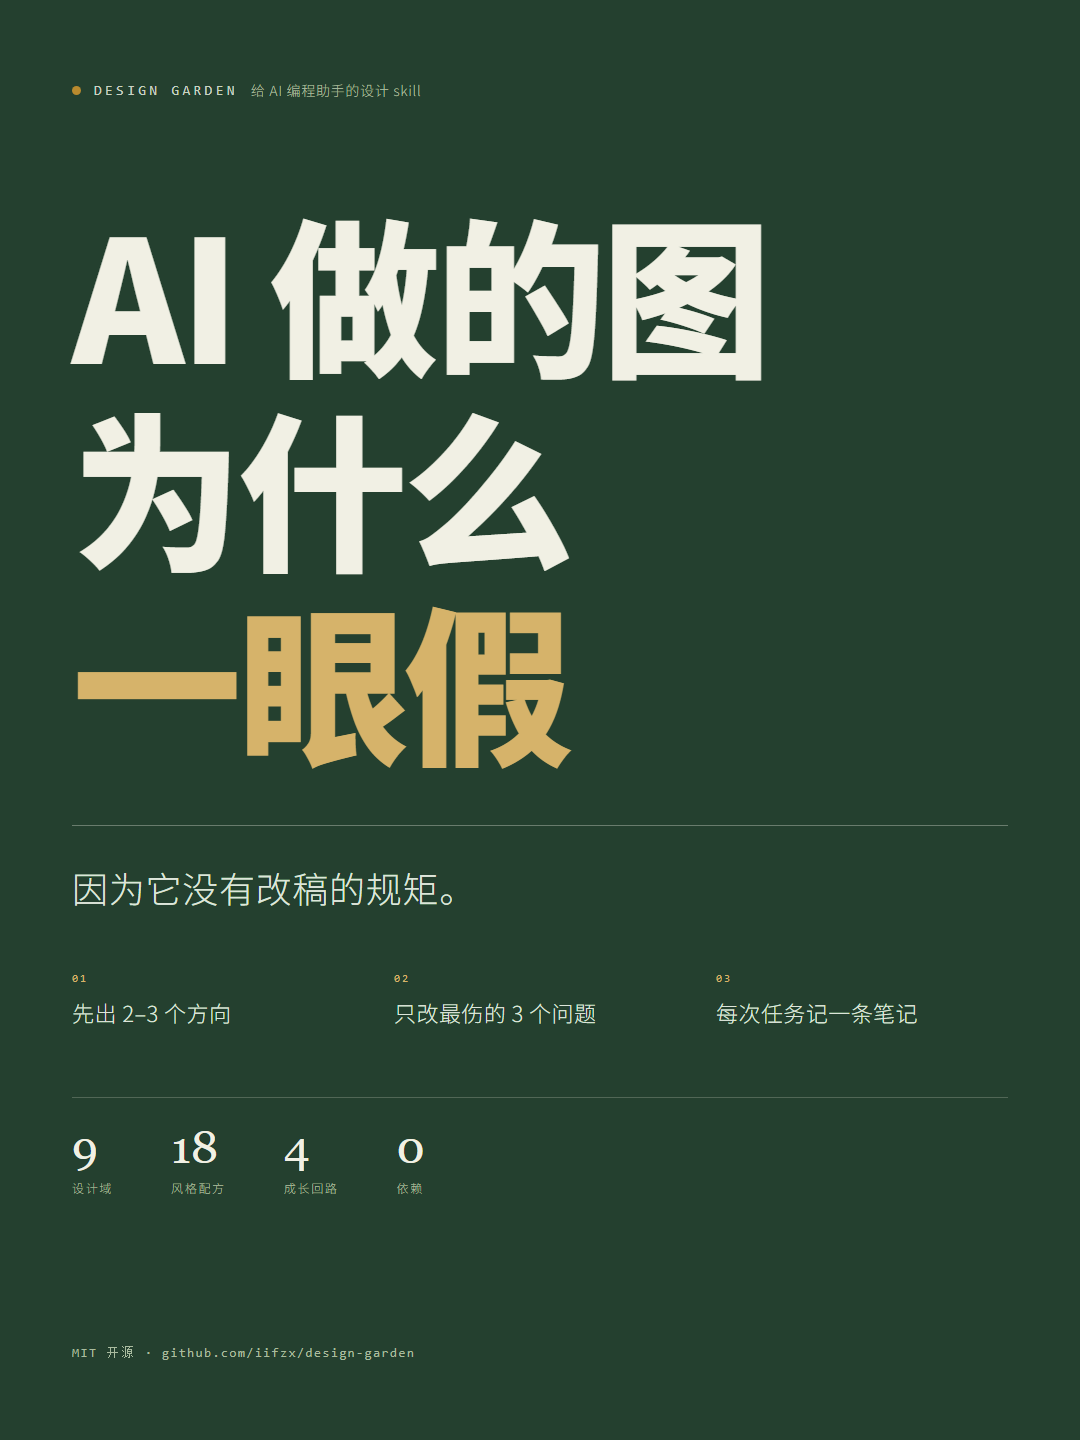 DESIGN GARDEN 给 AI 编程助手的设计 skill
AI 做的图
为什么
一眼假
因为它没有改稿的规矩。
01 02 03
先出 2–3 个方向 只改最伤的 3 个问题 每次任务记一条笔记
9 18 4 0
设计域 风格配方 成长回路 依赖
MIT 开源 · github.com/iifzx/design-garden